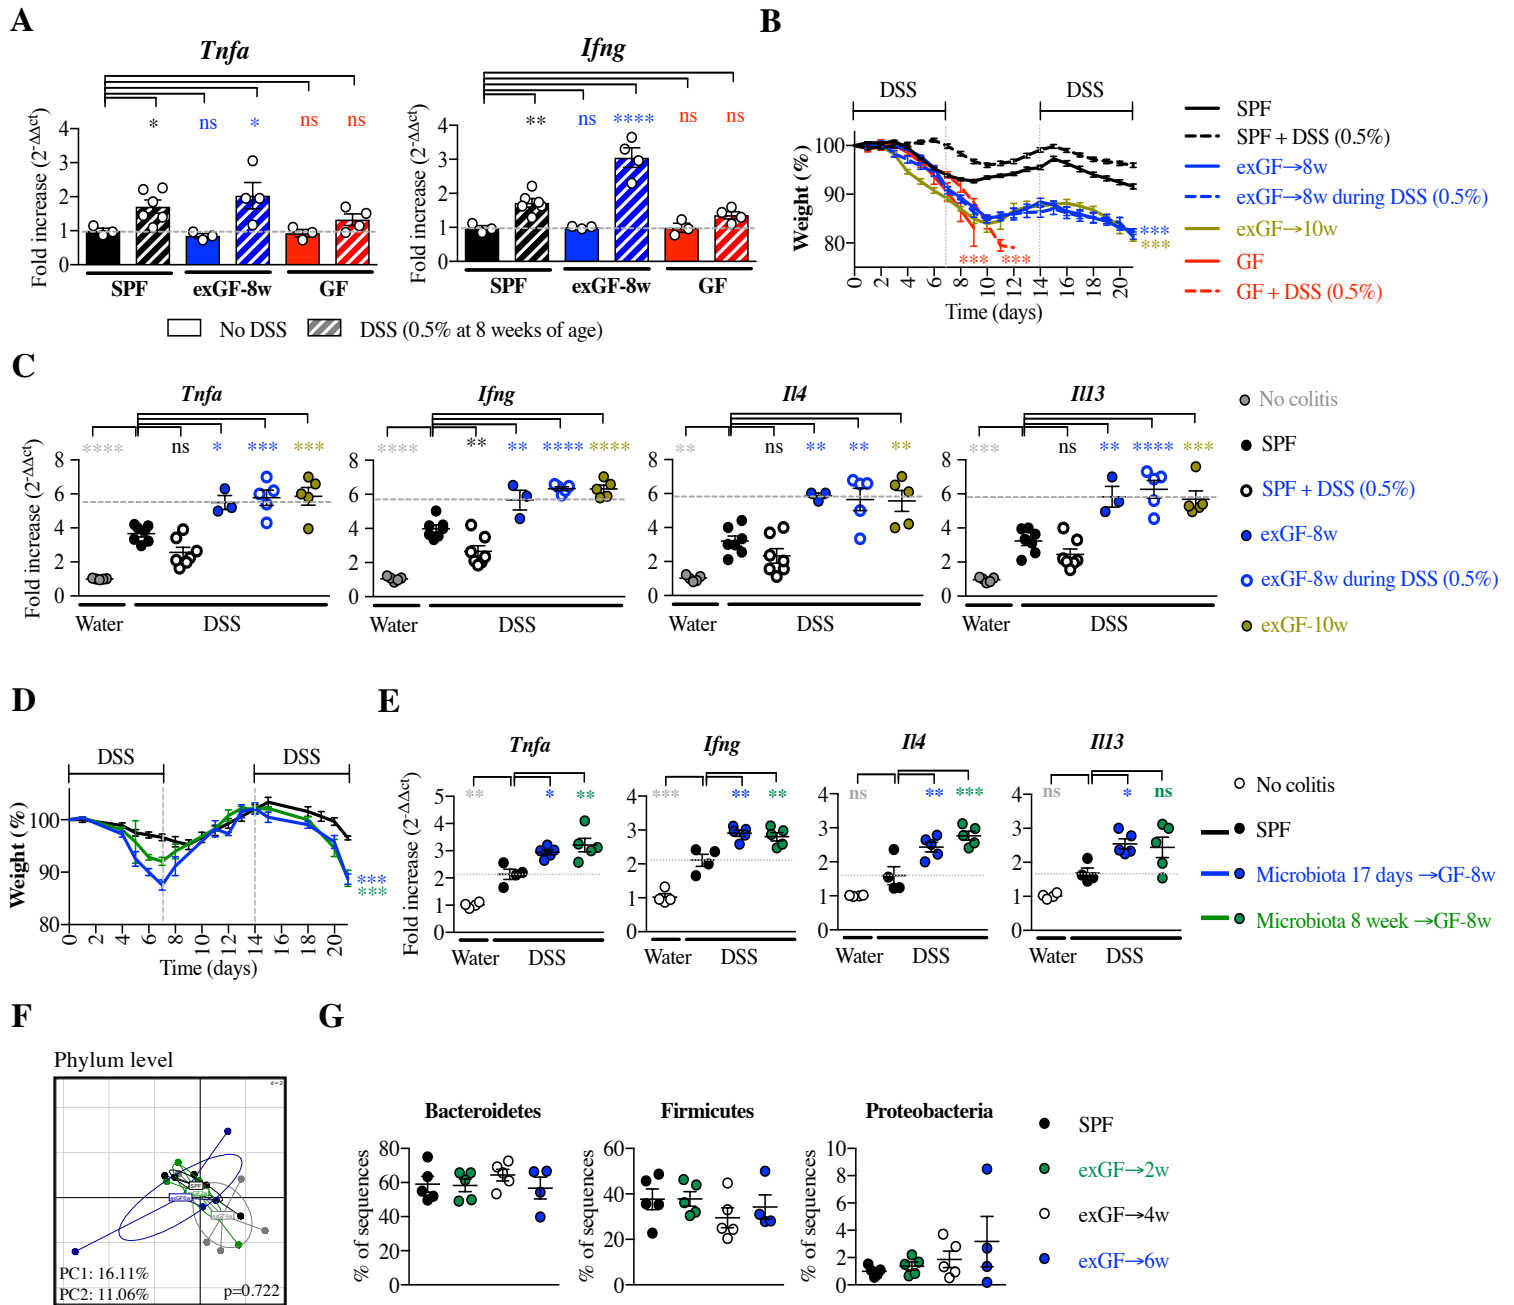 A
Tnfa
Ifng
Fold increase (2-ΔΔct)
4
3
2
1
0
*
ns
*
ns
ns
SPF
exGF-8w
GF
Fold increase (2-ΔΔct)
4
3
2
1
0
**
ns
****
ns
ns
SPF
exGF-8w
GF
No DSS
DSS (0.5% at 8 weeks of age)
B
DSS
DSS
Weight (%)
100
90
80
***
***
***
***
0 2 4 6 8 10 12 14 16 18 20
Time (days)
SPF
SPF + DSS (0.5%)
exGF→8w
exGF→8w during DSS (0.5%)
exGF→10w
GF
GF + DSS (0.5%)
C
Tnfa
Ifng
Il4
Il13
Fold increase (2-ΔΔct)
8
6
4
2
0
**** ns * *** ***
Water
DSS
8
6
4
2
0
**** ** ** **** ****
Water
DSS
8
6
4
2
0
** ns ** ** **
Water
DSS
8
6
4
2
0
*** ns ** **** ***
Water
DSS
No colitis
SPF
SPF + DSS (0.5%)
exGF-8w
exGF-8w during DSS (0.5%)
exGF-10w
D
DSS
DSS
Weight (%)
100
90
80
***
***
0 2 4 6 8 10 12 14 16 18 20
Time (days)
E
Tnfa
Ifng
Il4
Il13
Fold increase (2-ΔΔct)
5
4
3
2
1
0
** * **
Water
DSS
4
3
2
1
0
*** ** **
Water
DSS
4
3
2
1
0
ns ** ***
Water
DSS
4
3
2
1
0
ns * ns
Water
DSS
No colitis
SPF
Microbiota 17 days →GF-8w
Microbiota 8 week →GF-8w
F
Phylum level
d = 2
SPF
PC1: 16.11%
PC2: 11.06%
p=0.722
G
Bacteroidetes
Firmicutes
Proteobacteria
% of sequences
80
60
40
20
0
% of sequences
60
40
20
0
% of sequences
10
8
6
4
2
0
SPF
exGF→2w
exGF→4w
exGF→6w